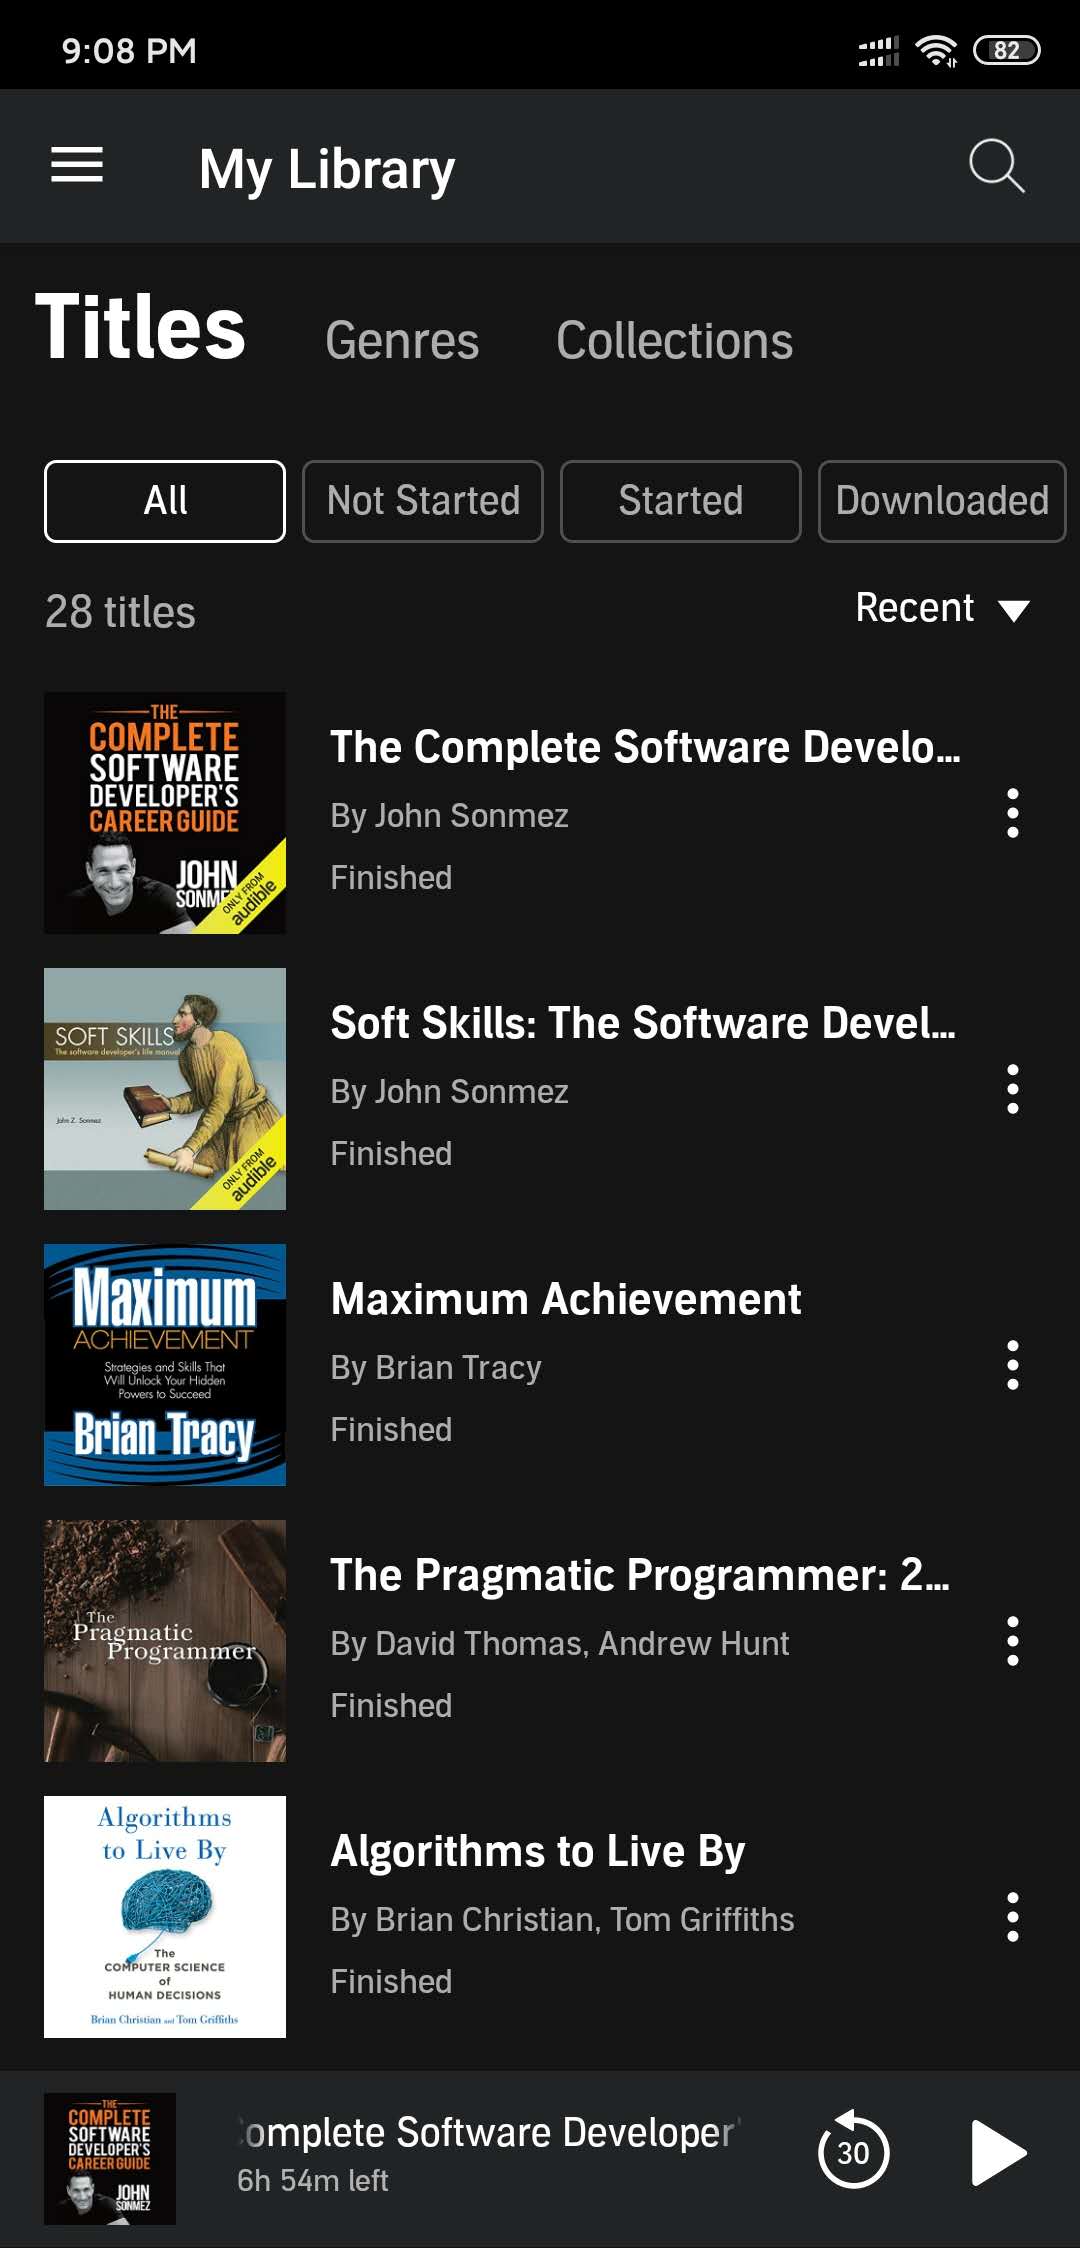 9:08 PM
82
My Library
Titles
Genres
Collections
All
Not Started
Started
Downloaded
28 titles
Recent
THE
COMPLETE
SOFTWARE
DEVELOPER'S
CAREER GUIDE
JOHN
SONMEZ
ONLY FROM
audible
The Complete Software Develo...
By John Sonmez
Finished
SOFT SKILLS
The software developer's life manual
John Z. Sonmez
ONLY FROM
audible
Soft Skills: The Software Devel...
By John Sonmez
Finished
Maximum
ACHIEVEMENT
Strategies and Skills That
Will Unlock Your Hidden
Powers to Succeed
Brian Tracy
Maximum Achievement
By Brian Tracy
Finished
The
Pragmatic
Programmer
The Pragmatic Programmer: 2...
By David Thomas, Andrew Hunt
Finished
Algorithms
to Live By
The
COMPUTER SCIENCE
of
HUMAN DECISIONS
Brian Christian and Tom Griffiths
Algorithms to Live By
By Brian Christian, Tom Griffiths
Finished
THE
COMPLETE
SOFTWARE
DEVELOPER'S
CAREER GUIDE
JOHN
SONMEZ
omplete Software Developer'
6h 54m left
30